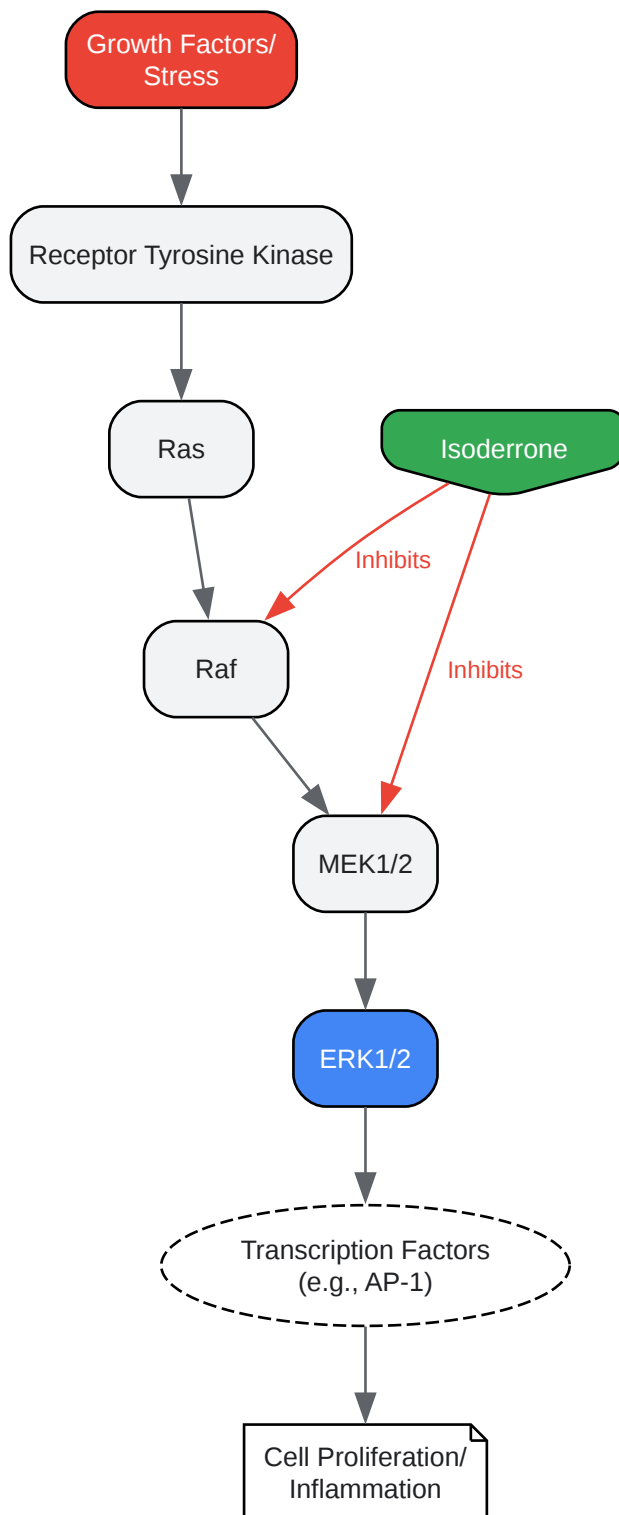 Growth Factors/
Stress
Receptor Tyrosine Kinase
Ras
Isoderrone
Inhibits
Raf
Inhibits
MEK1/2
ERK1/2
Transcription Factors
(e.g., AP-1)
Cell Proliferation/
Inflammation